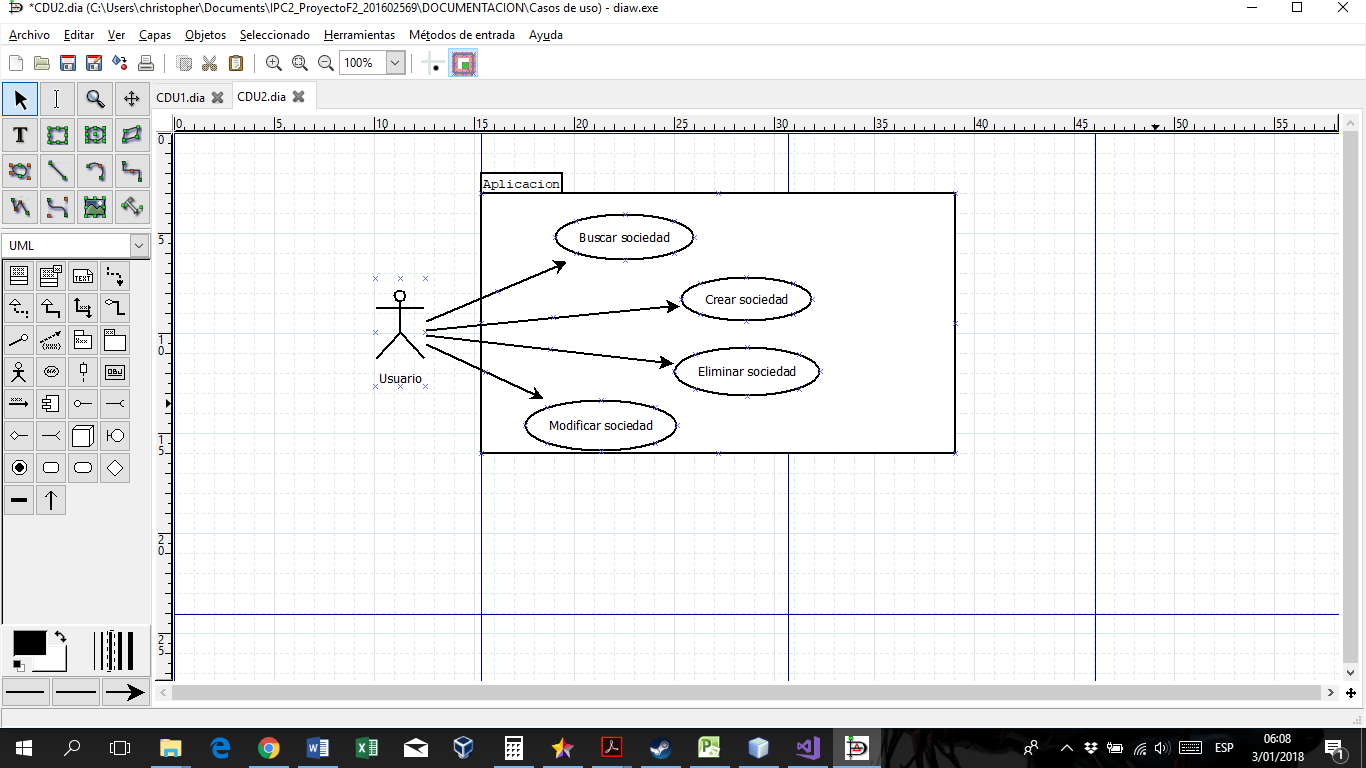 *CDU2.dia (C:\Users\christopher\Documents\IPC2_ProyectoF2_201602569\DOCUMENTACION\Casos de uso) - diaw.exe
Archivo Editar Ver Capas Objetos Seleccionado Herramientas Métodos de entrada Ayuda
100%
CDU1.dia CDU2.dia
0 5 10 15 20 25 30 35 40 45 50 55
0
5
10
15
20
25
T
UML
TEXT
OBJ
Aplicacion
Buscar sociedad
Crear sociedad
Eliminar sociedad
Usuario
Modificar sociedad
ESP
06:08
3/01/2018
1